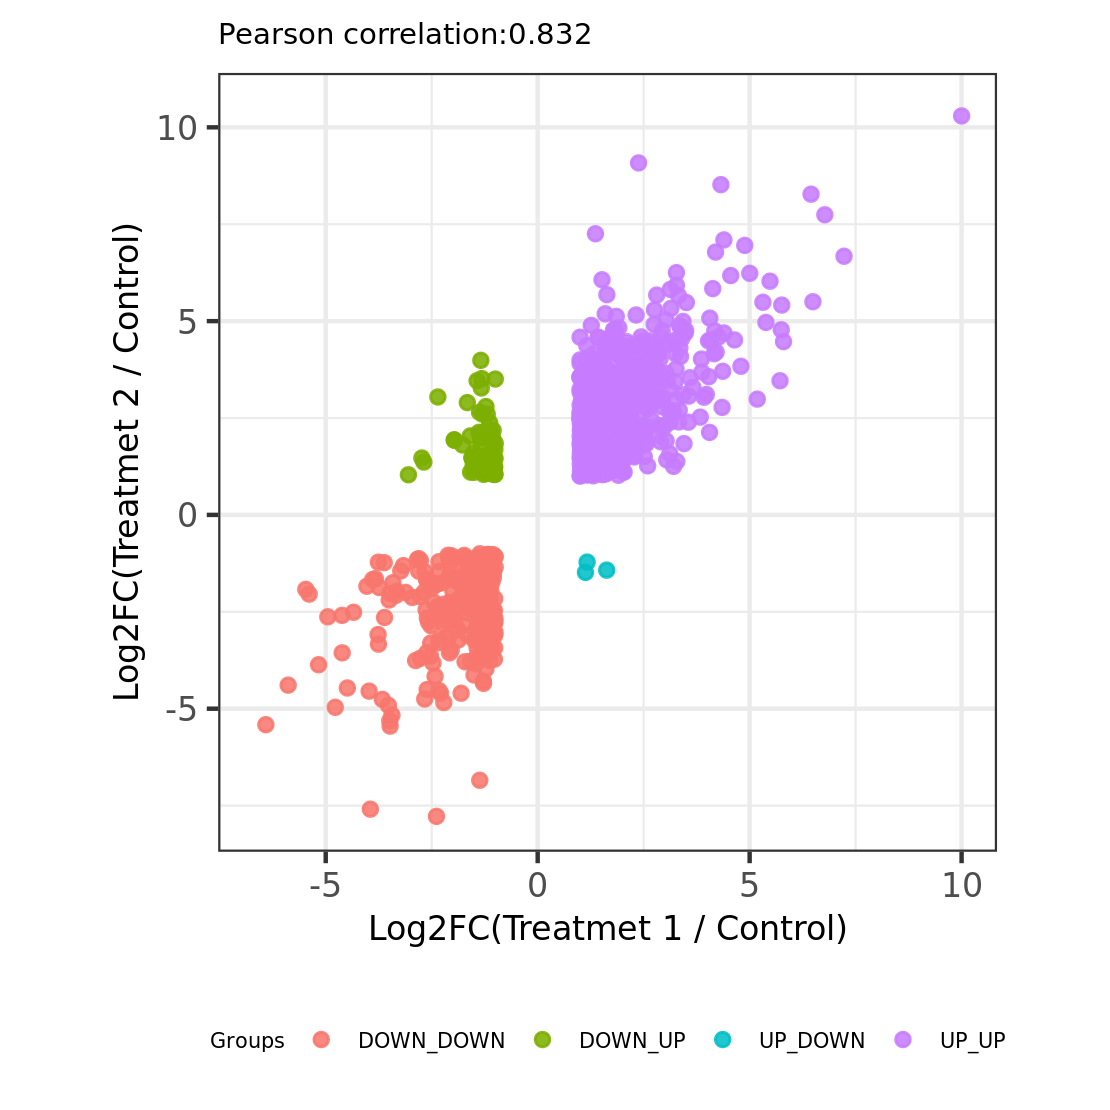 Pearson correlation:0.832
10
5
0
-5
Log2FC(Treatmet 2 / Control)
-5 0 5 10
Log2FC(Treatmet 1 / Control)
Groups DOWN_DOWN DOWN_UP UP_DOWN UP_UP